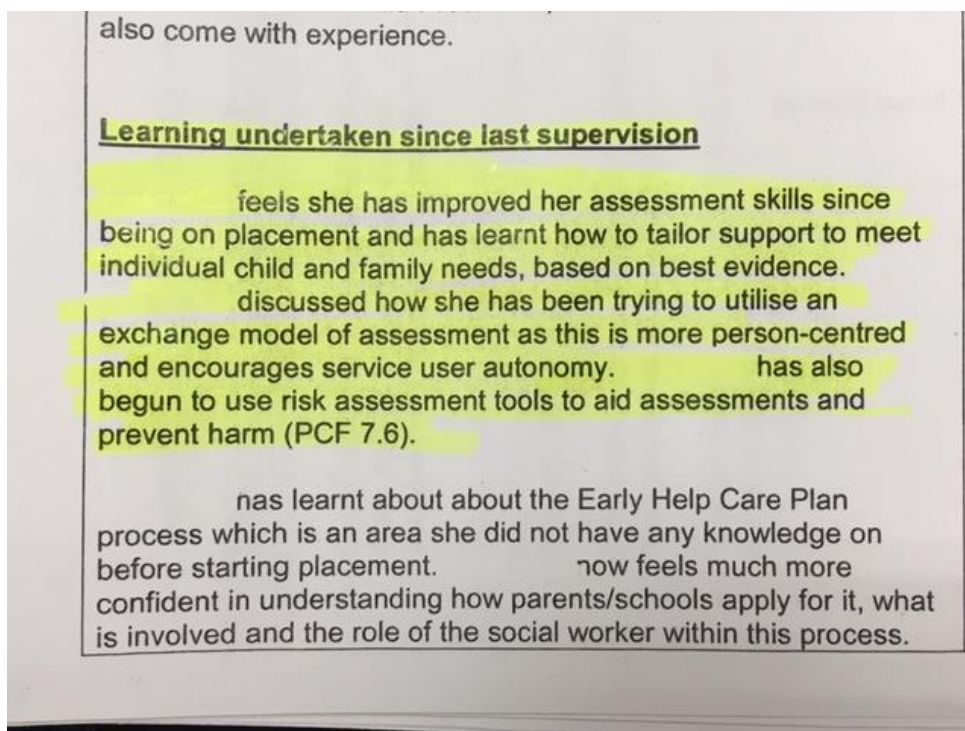 also come with experience.
Learning undertaken since last supervision
feels she has improved her assessment skills since
being on placement and has learnt how to tailor support to meet
individual child and family needs, based on best evidence.
discussed how she has been trying to utilise an
exchange model of assessment as this is more person-centred
and encourages service user autonomy. has also
begun to use risk assessment tools to aid assessments and
prevent harm (PCF 7.6).
has learnt about about the Early Help Care Plan
process which is an area she did not have any knowledge on
before starting placement. now feels much more
confident in understanding how parents/schools apply for it, what
is involved and the role of the social worker within this process.